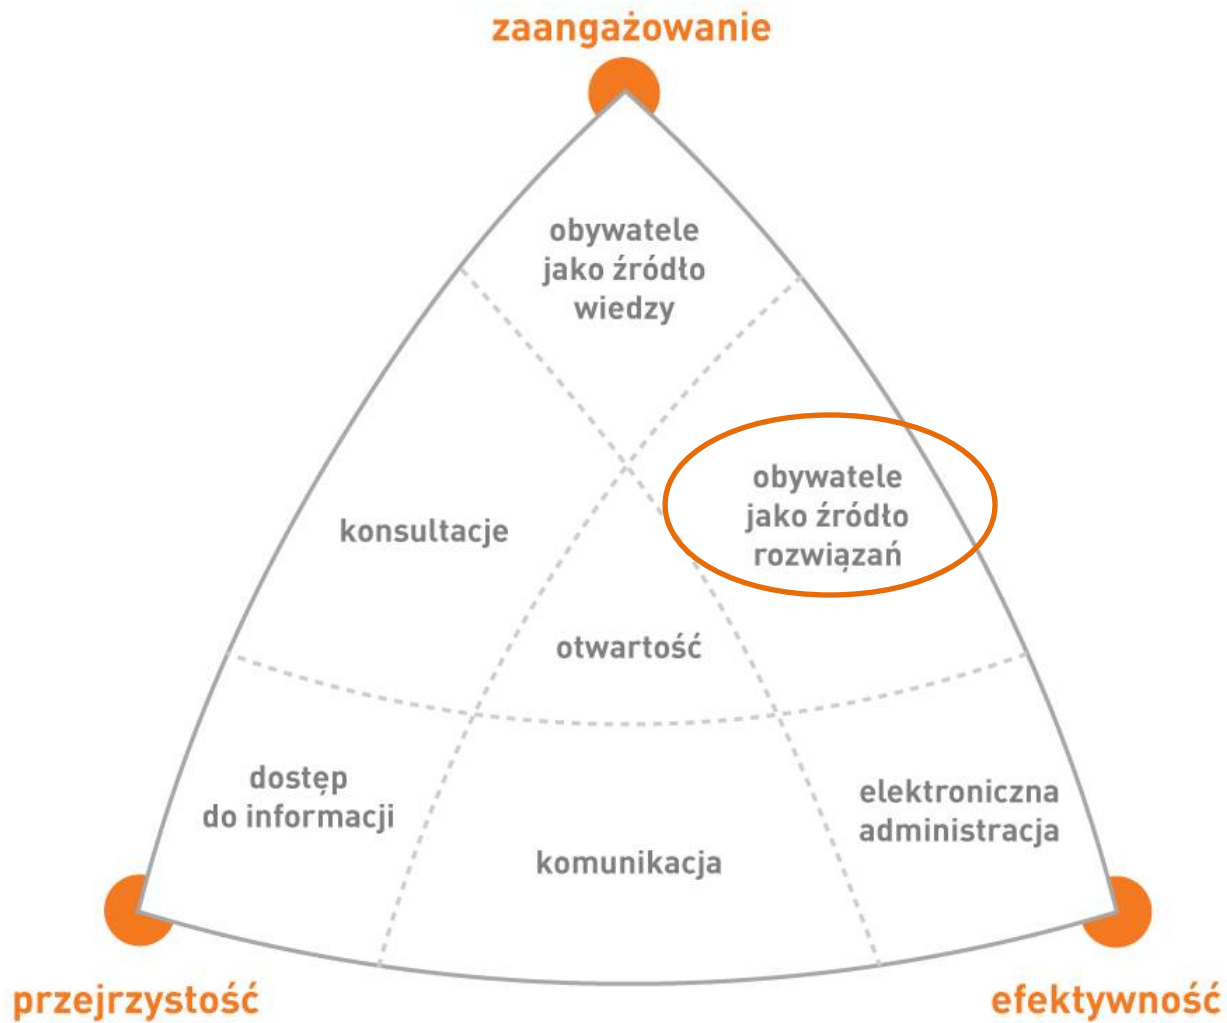 zaangażowanie
obywatele
jako źródło
wiedzy
obywatele
jako źródło
rozwiązań
konsultacje
otwartość
dostęp
do informacji
elektroniczna
administracja
komunikacja
przejrzystość
efektywność